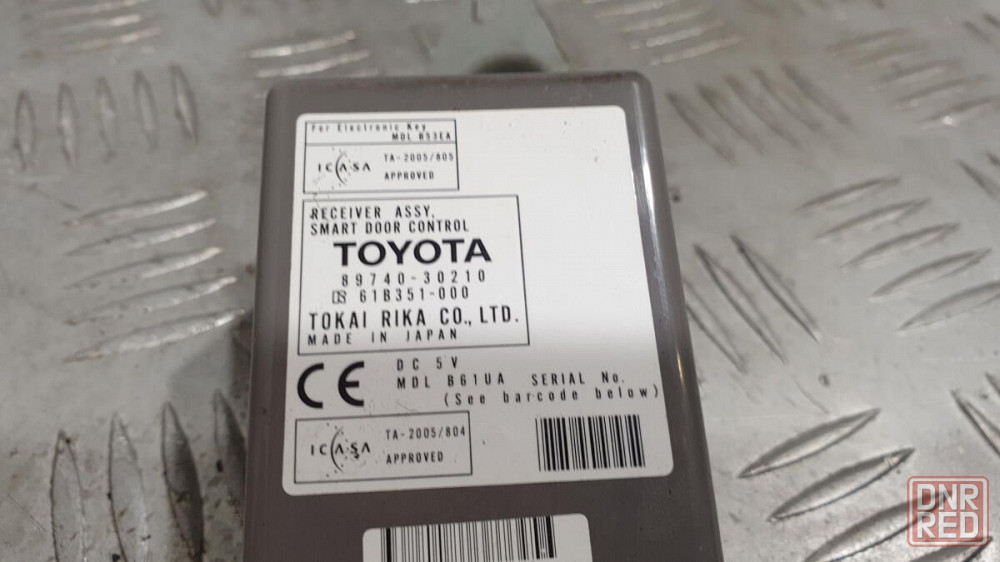 For Electronic Key
MDL B53EA
ICASA TA-2005/805
APPROVED
RECEIVER ASSY,
SMART DOOR CONTROL
TOYOTA
89740-30210
61B351-000
TOKAI RIKA CO., LTD.
MADE IN JAPAN
CE DC 5V
MDL B61UA SERIAL No.
(See barcode below)
ICASA TA-2005/804
APPROVED
DNR
RED